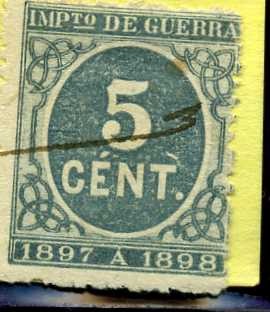 IMPTO DE GUERRA
5
CÉNT.
1897 A 1898